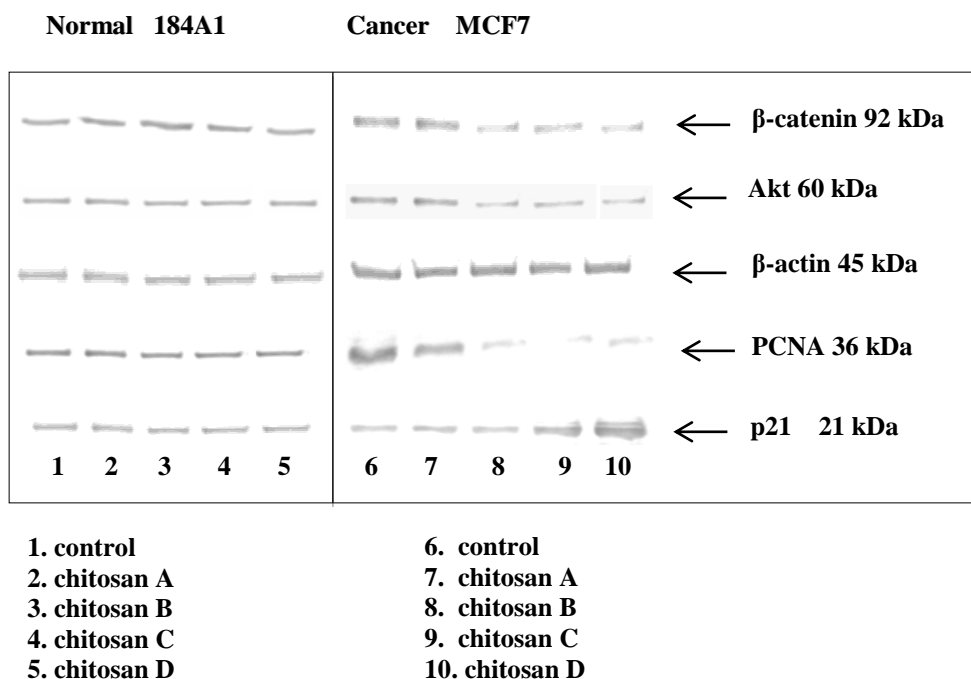 Normal 184A1 Cancer MCF7
β-catenin 92 kDa
Akt 60 kDa
β-actin 45 kDa
PCNA 36 kDa
p21 21 kDa
1 2 3 4 5 6 7 8 9 10
1. control
2. chitosan A
3. chitosan B
4. chitosan C
5. chitosan D
6. control
7. chitosan A
8. chitosan B
9. chitosan C
10. chitosan D